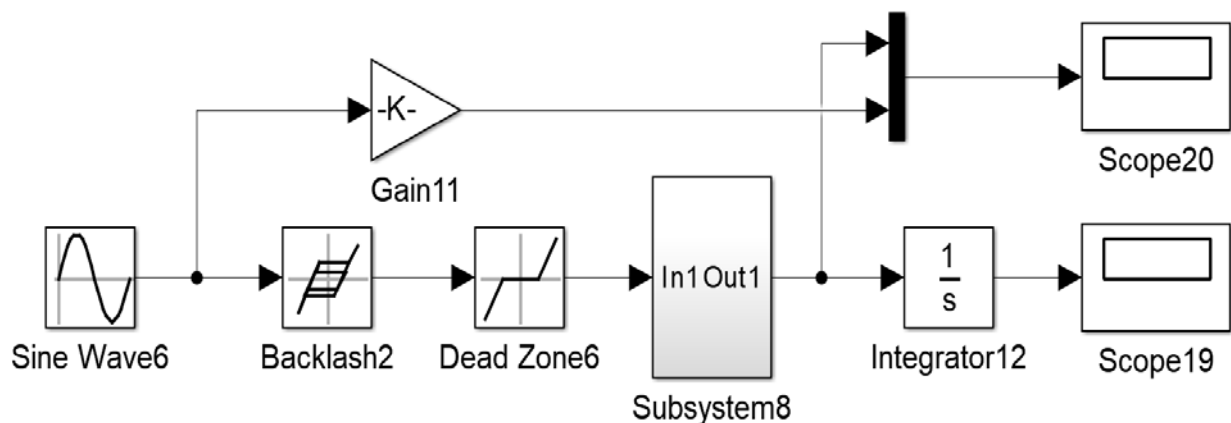 -K-
Scope20
Gain11
In1 Out1
1
s
Sine Wave6
Backlash2
Dead Zone6
Integrator12
Scope19
Subsystem8